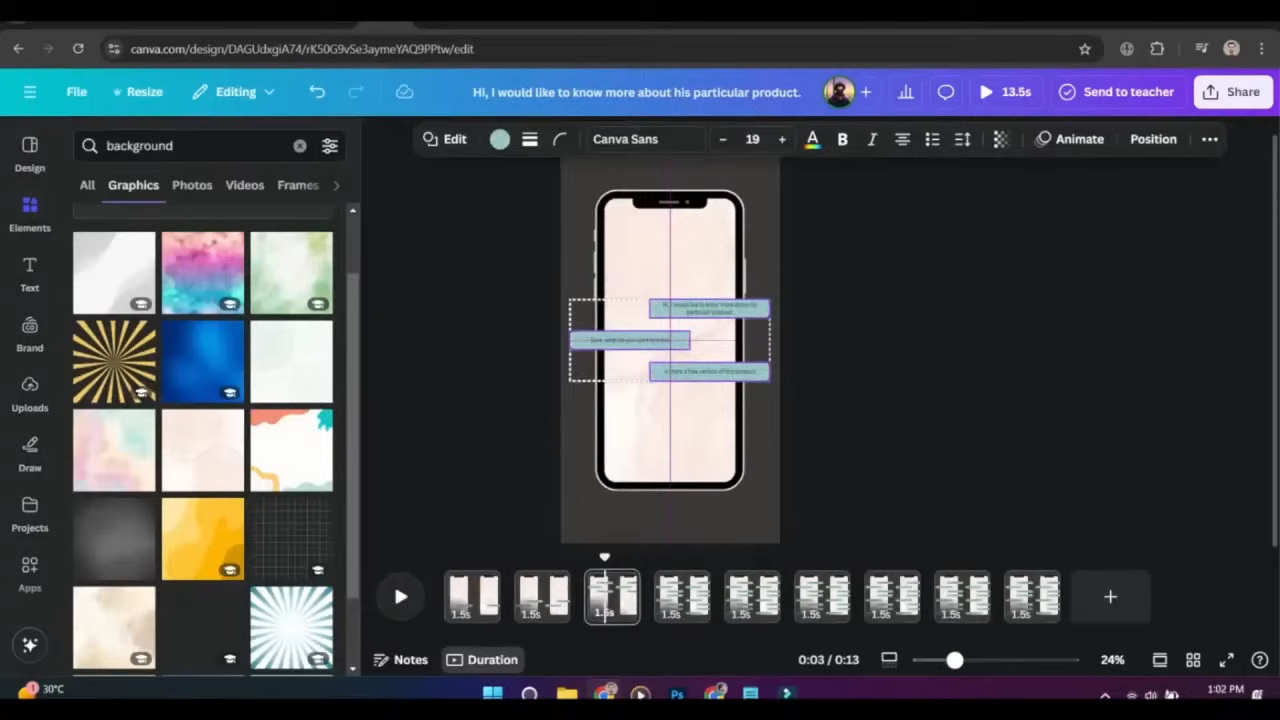 canva.com/design/DAGUdxgiA74/rK50G9vSe3aymeYAQ9PPtw/edit
File
Resize
Editing
Hi, I would like to know more about his particular product.
13.5s
Send to teacher
Share
Design
Elements
Text
Brand
Uploads
Draw
Projects
Apps
background
All
Graphics
Photos
Videos
Frames
Edit
Canva Sans
19
A
B
I
Animate
Position
1.5s
1.5s
1.5s
1.5s
1.5s
1.5s
1.5s
1.5s
1.5s
Notes
Duration
0:03 / 0:13
24%
1
30°C
Ps
1:02 PM